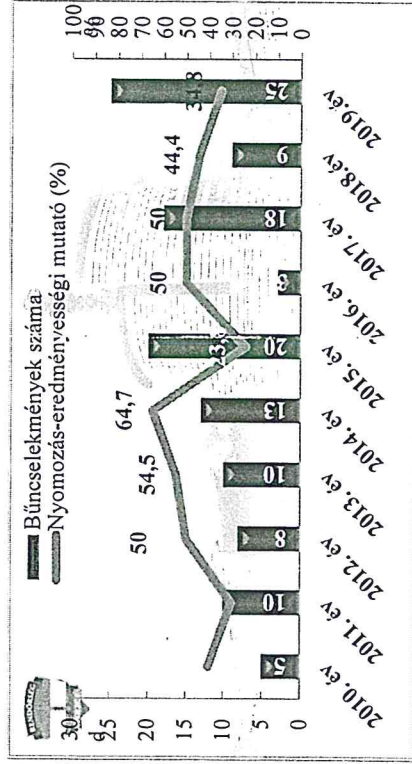 Bűncselekmények száma
Nyomozás-eredményességi mutató (%)
30
25
20
15
10
5
0
100
%
90
80
70
60
50
40
30
20
10
0
50
54,5
64,7
50
50
44,4
34,8
5
10
8
10
13
20
18
9
25
2010. év
2011. év
2012. év
2013. év
2014. év
2015. év
2016. év
2017. év
2018. év
2019. év